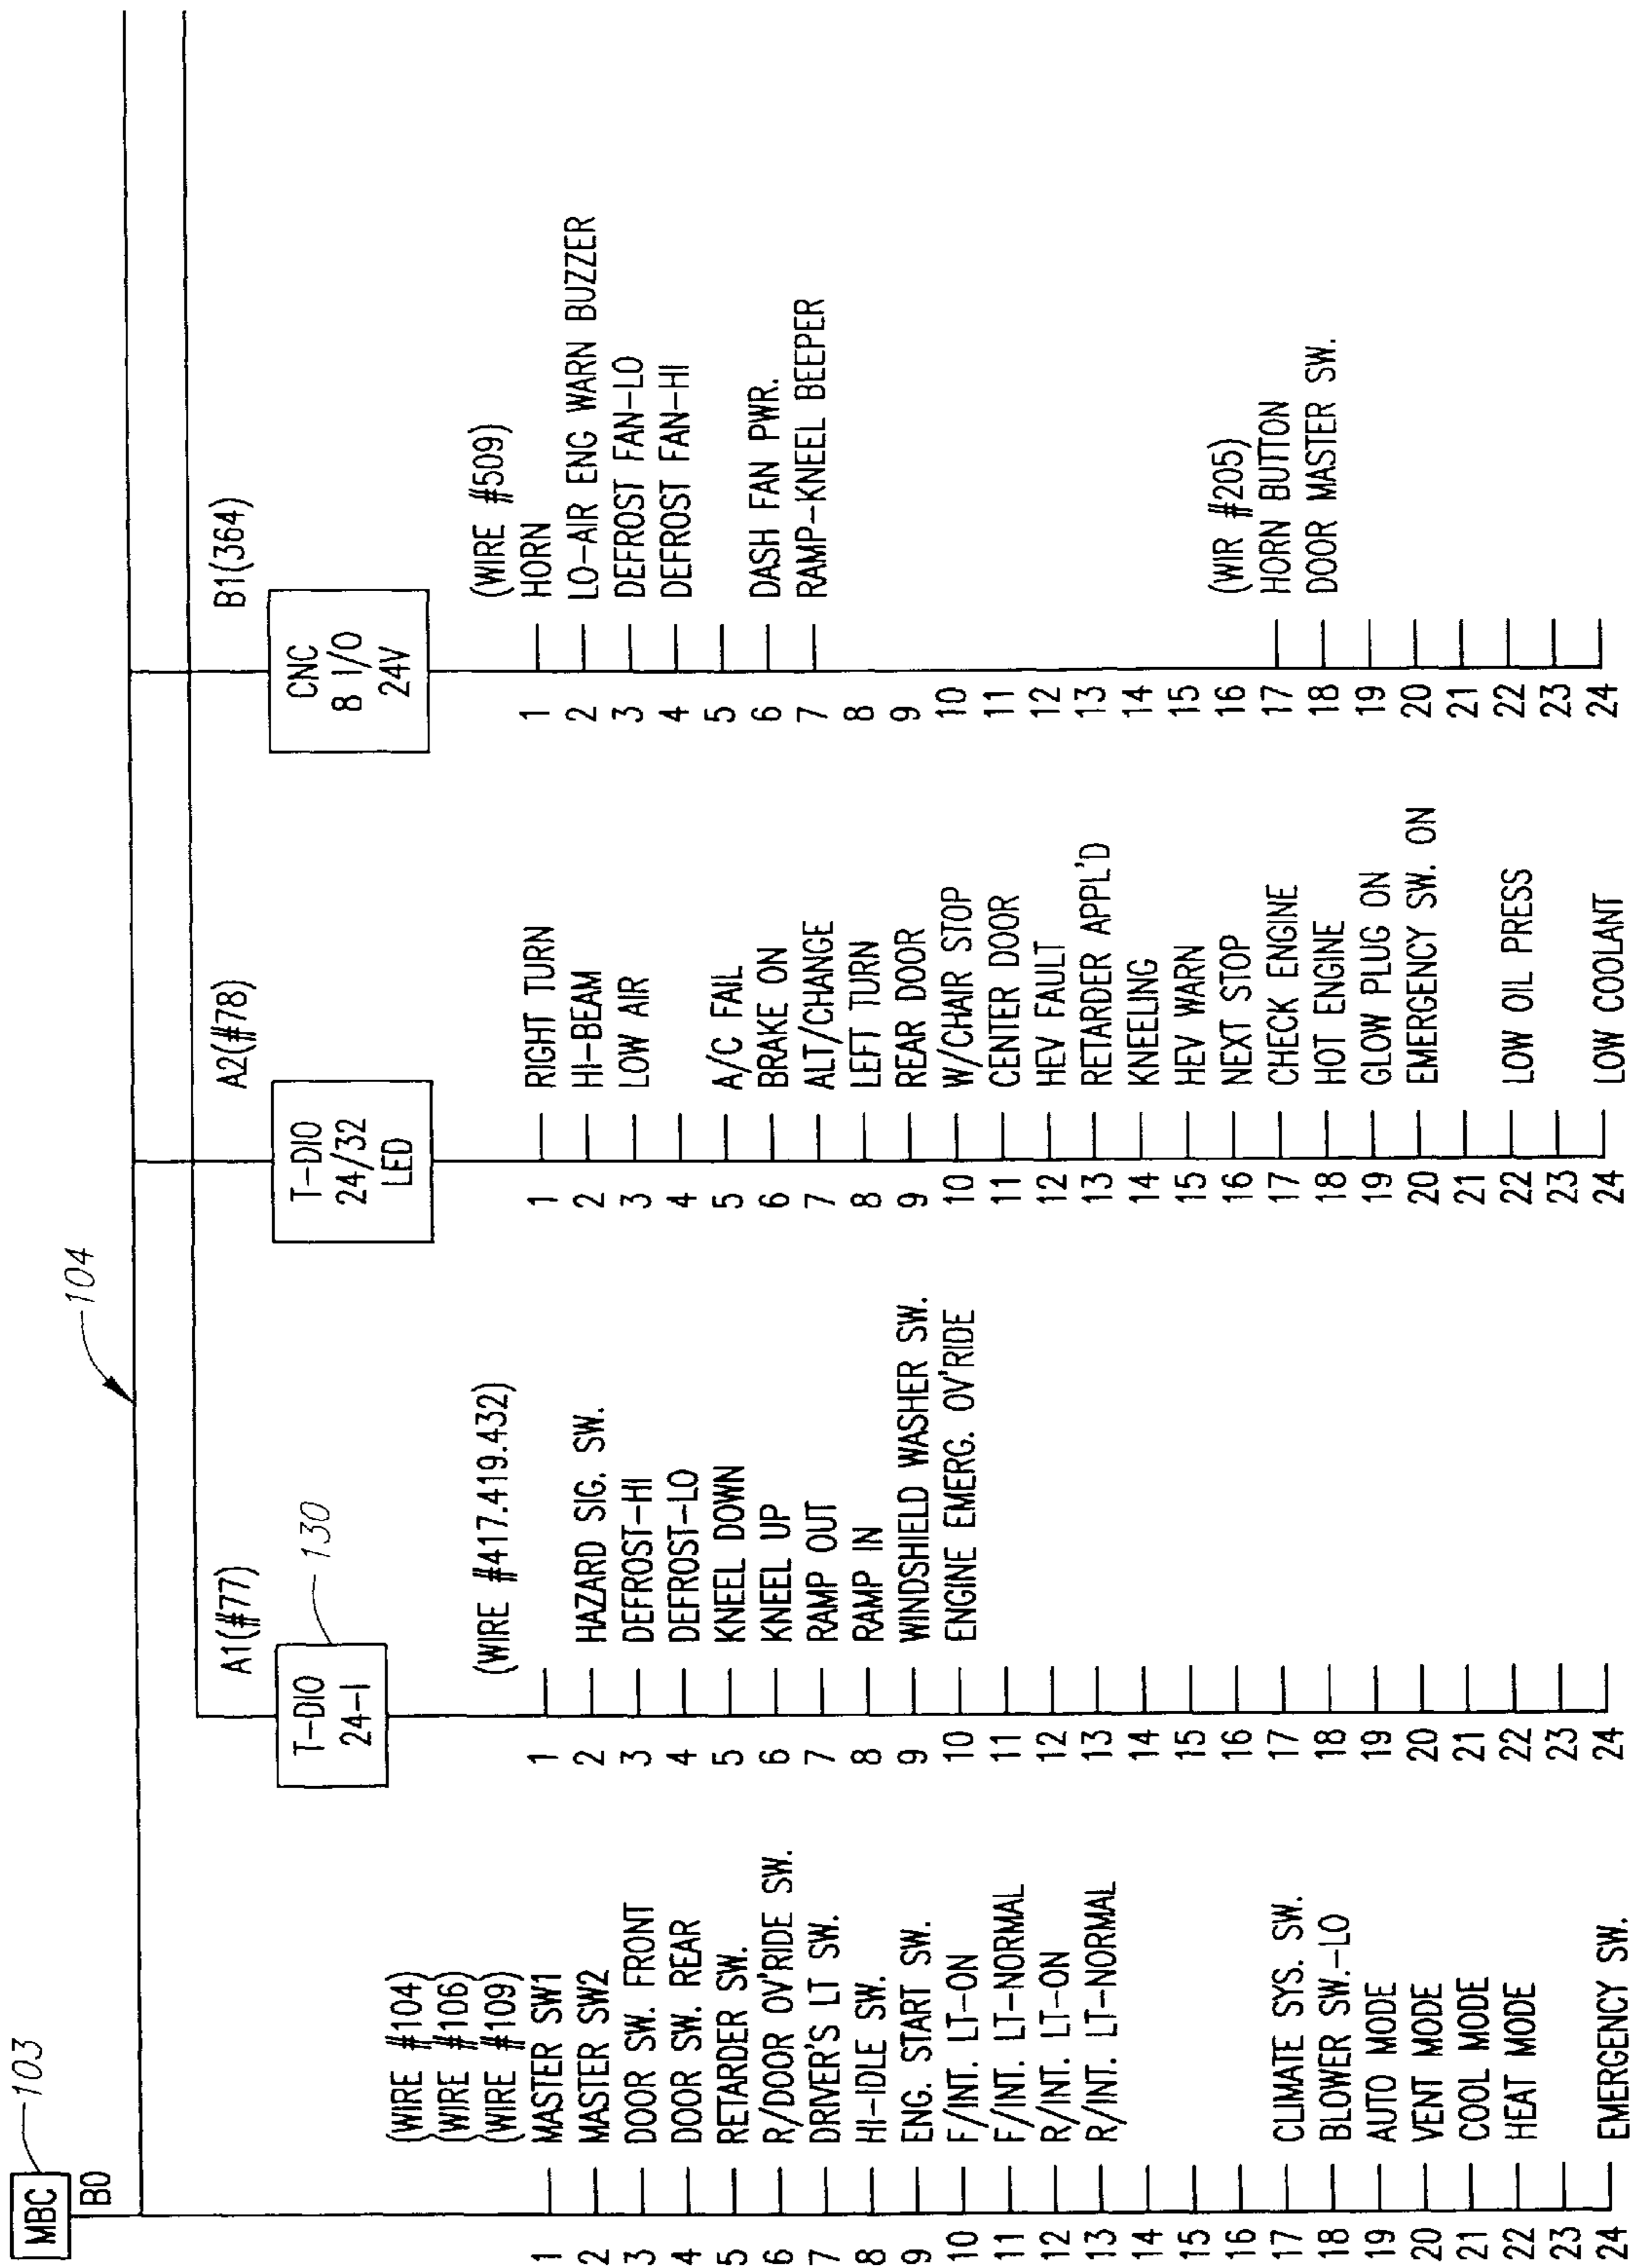 MBC
103
B0
104
(WIRE #104)
(WIRE #106)
(WIRE #109)
1 MASTER SW1
2 MASTER SW2
3 DOOR SW. FRONT
4 DOOR SW. REAR
5 RETARDER SW.
6 R/DOOR OV'RIDE SW.
7 DRIVER'S LT SW.
8 HI-IDLE SW.
9 ENG. START SW.
10 F/INT. LT-ON
11 F/INT. LT-NORMAL
12 R/INT. LT-ON
13 R/INT. LT-NORMAL
14
15
16
17 CLIMATE SYS. SW.
18 BLOWER SW.-LO
19 AUTO MODE
20 VENT MODE
21 COOL MODE
22 HEAT MODE
23
24 EMERGENCY SW.
A1(#77)
T-DIO
24-I
130
(WIRE #417.419.432)
1
2 HAZARD SIG. SW.
3 DEFROST-HI
4 DEFROST-LO
5 KNEEL DOWN
6 KNEEL UP
7 RAMP OUT
8 RAMP IN
9 WINDSHIELD WASHER SW.
10 ENGINE EMERG. OV'RIDE
11
12
13
14
15
16
17
18
19
20
21
22
23
24
A2(#78)
T-DIO
24/32
LED
1 RIGHT TURN
2 HI-BEAM
3 LOW AIR
4
5 A/C FAIL
6 BRAKE ON
7 ALT/CHANGE
8 LEFT TURN
9 REAR DOOR
10 W/CHAIR STOP
11 CENTER DOOR
12 HEV FAULT
13 RETARDER APPL'D
14 KNEELING
15 HEV WARN
16 NEXT STOP
17 CHECK ENGINE
18 HOT ENGINE
19 GLOW PLUG ON
20 EMERGENCY SW. ON
21
22 LOW OIL PRESS
23
24 LOW COOLANT
B1(364)
CNC
8 I/O
24V
(WIRE #509)
1 HORN
2 LO-AIR ENG WARN BUZZER
3 DEFROST FAN-LO
4 DEFROST FAN-HI
5
6 DASH FAN PWR.
7 RAMP-KNEEL BEEPER
8
9
10
11
12
13
14
15
16 (WIR #205)
17 HORN BUTTON
18 DOOR MASTER SW.
19
20
21
22
23
24